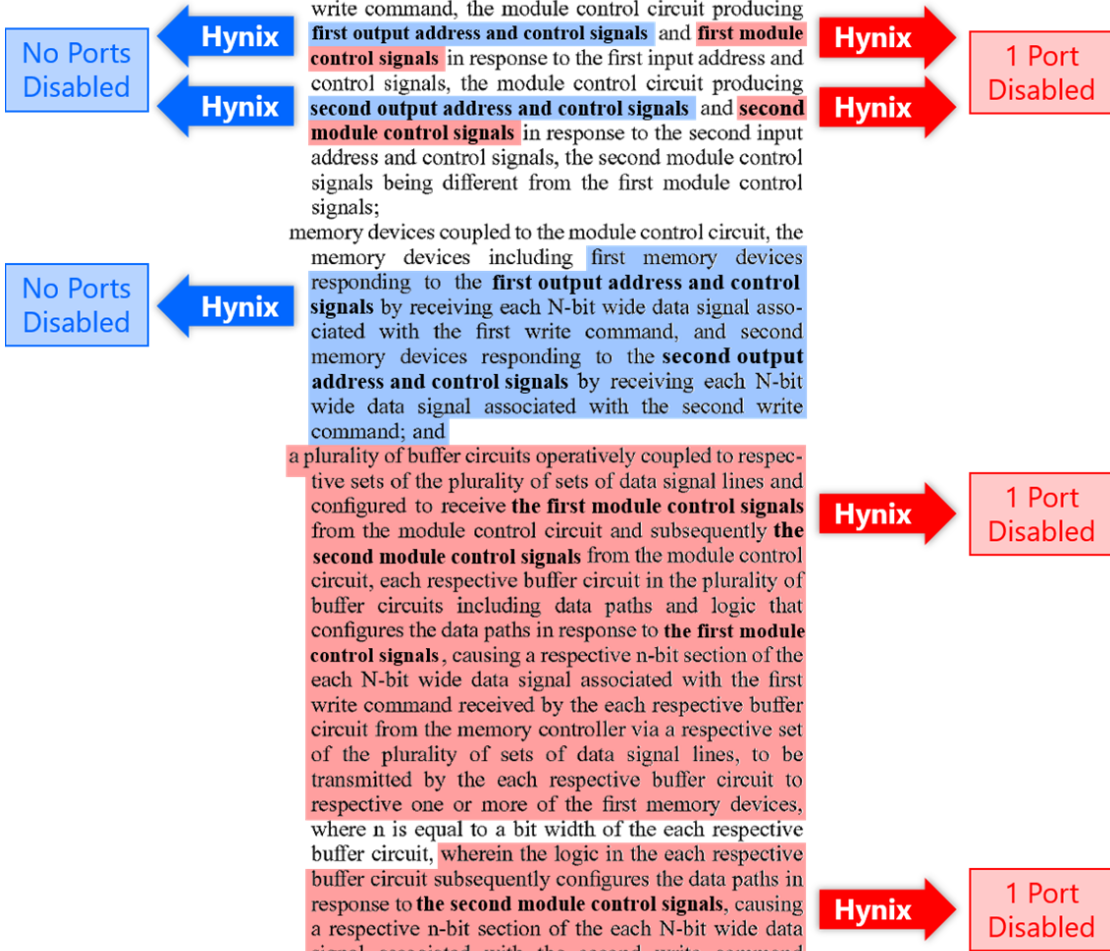 write command, the module control circuit producing
first output address and control signals and first module
control signals in response to the first input address and
control signals, the module control circuit producing
second output address and control signals and second
module control signals in response to the second input
address and control signals, the second module control
signals being different from the first module control
signals;
memory devices coupled to the module control circuit, the
memory devices including first memory devices
responding to the first output address and control
signals by receiving each N-bit wide data signal asso-
ciated with the first write command, and second
memory devices responding to the second output
address and control signals by receiving each N-bit
wide data signal associated with the second write
command; and
a plurality of buffer circuits operatively coupled to respec-
tive sets of the plurality of sets of data signal lines and
configured to receive the first module control signals
from the module control circuit and subsequently the
second module control signals from the module control
circuit, each respective buffer circuit in the plurality of
buffer circuits including data paths and logic that
configures the data paths in response to the first module
control signals, causing a respective n-bit section of the
each N-bit wide data signal associated with the first
write command received by the each respective buffer
circuit from the memory controller via a respective set
of the plurality of sets of data signal lines, to be
transmitted by the each respective buffer circuit to
respective one or more of the first memory devices,
where n is equal to a bit width of the each respective
buffer circuit, wherein the logic in the each respective
buffer circuit subsequently configures the data paths in
response to the second module control signals, causing
a respective n-bit section of the each N-bit wide data
signal associated with the second write command
No Ports
Disabled
Hynix
Hynix
No Ports
Disabled
Hynix
Hynix
Hynix
1 Port
Disabled
Hynix
1 Port
Disabled
Hynix
1 Port
Disabled